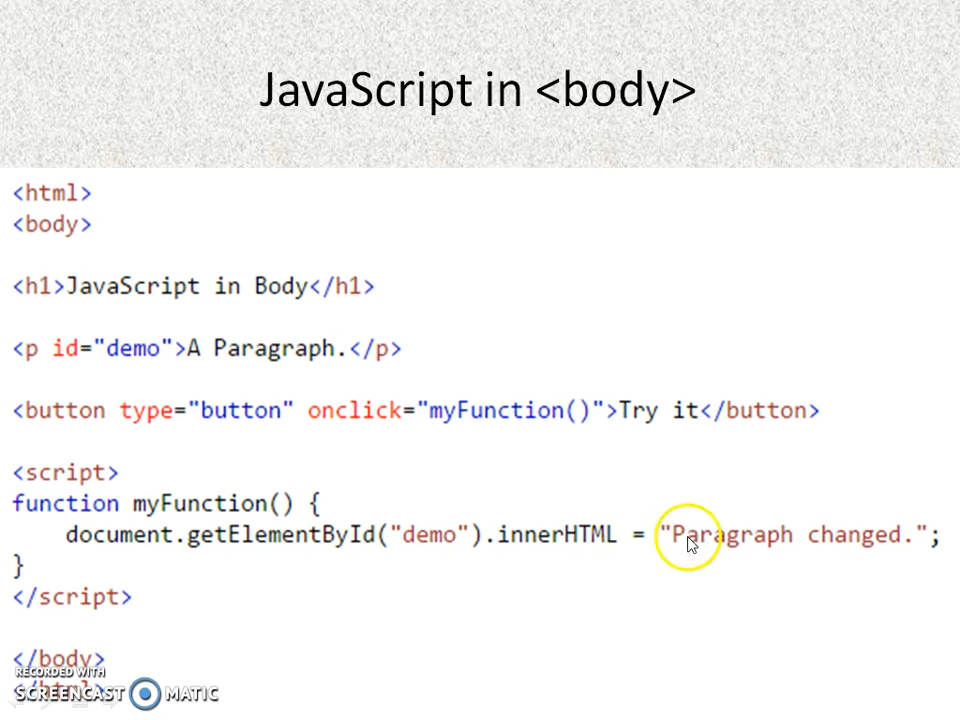 JavaScript in <body>
<html>
<body>
<h1>JavaScript in Body</h1>
<p id="demo">A Paragraph.</p>
<button type="button" onclick="myFunction()">Try it</button>
<script>
function myFunction() {
document.getElementById("demo").innerHTML = "Paragraph changed.";
}
</script>
</body>
RECORDED WITH
</html>
SCREENCAST MATIC